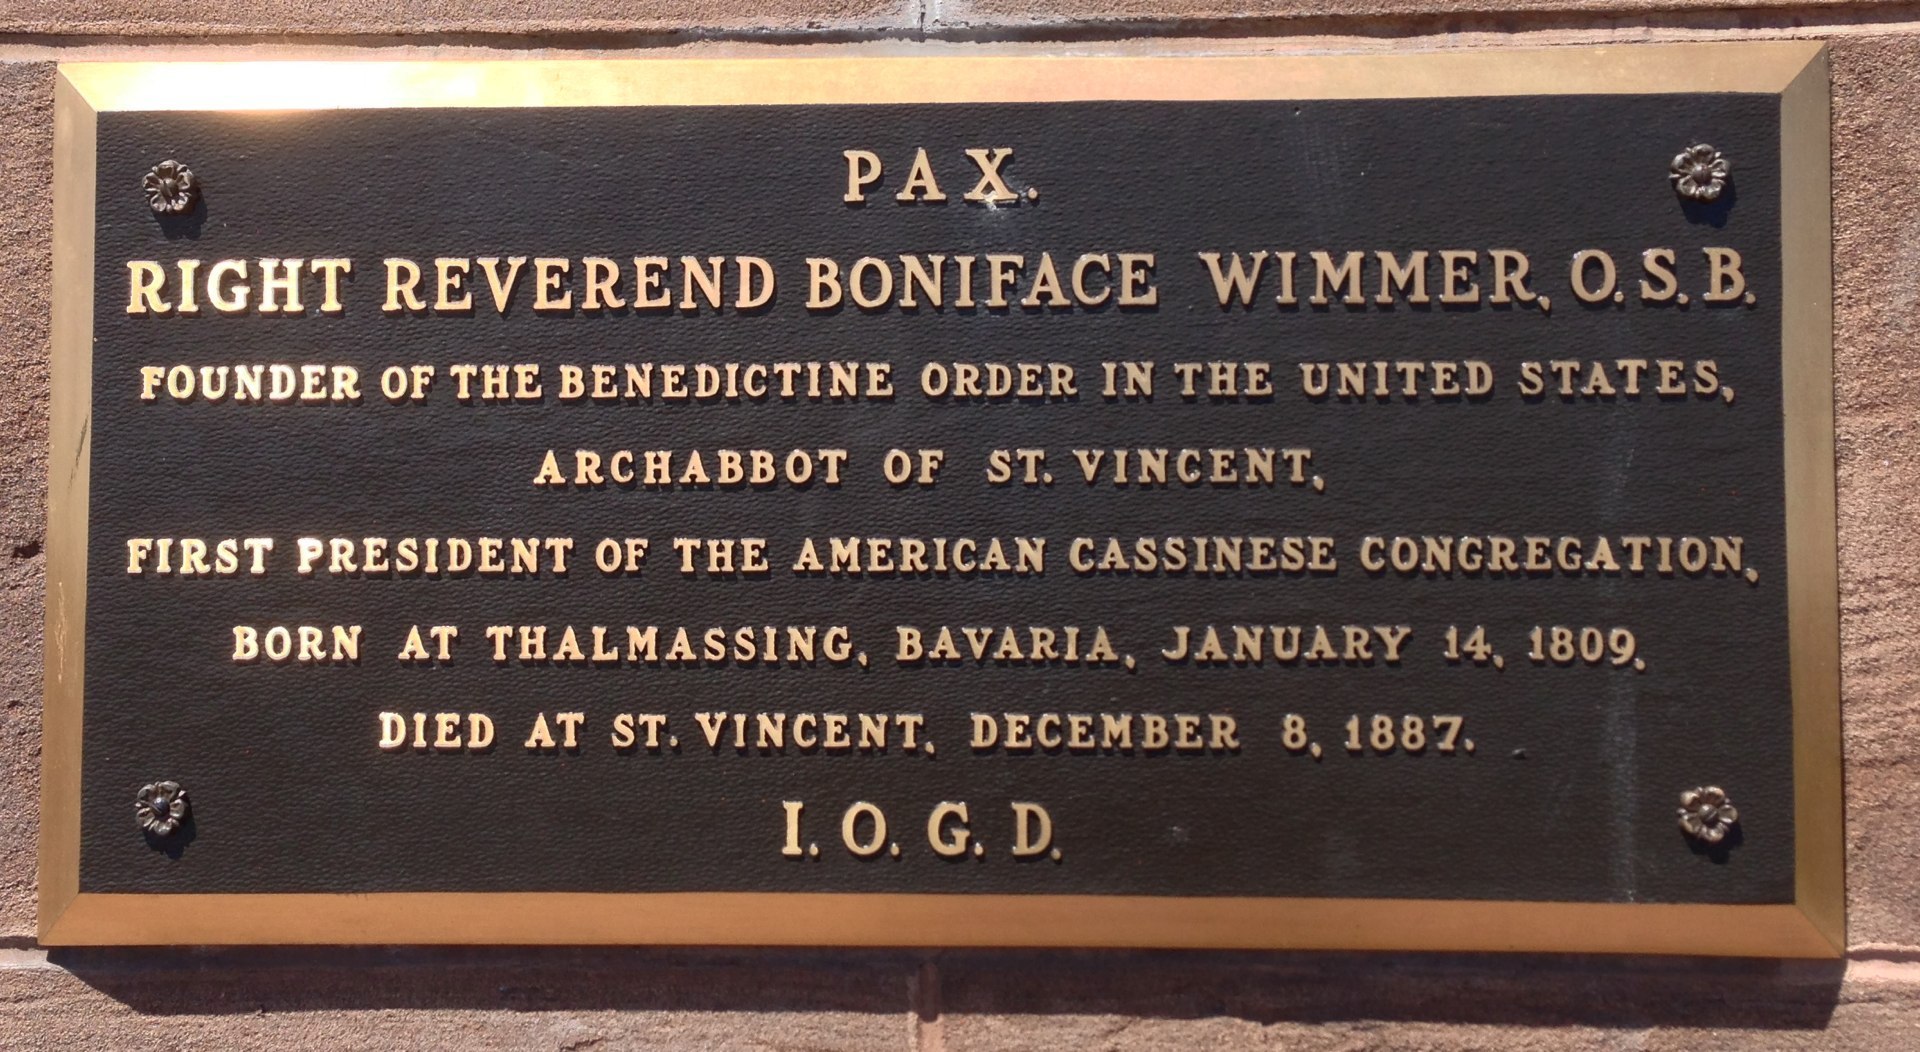 PAX.
RIGHT REVEREND BONIFACE WIMMER, O.S.B.
FOUNDER OF THE BENEDICTINE ORDER IN THE UNITED STATES,
ARCHABBOT OF ST. VINCENT,
FIRST PRESIDENT OF THE AMERICAN CASSINESE CONGREGATION,
BORN AT THALMASSING, BAVARIA, JANUARY 14, 1809,
DIED AT ST. VINCENT, DECEMBER 8, 1887.
I.O.G.D.